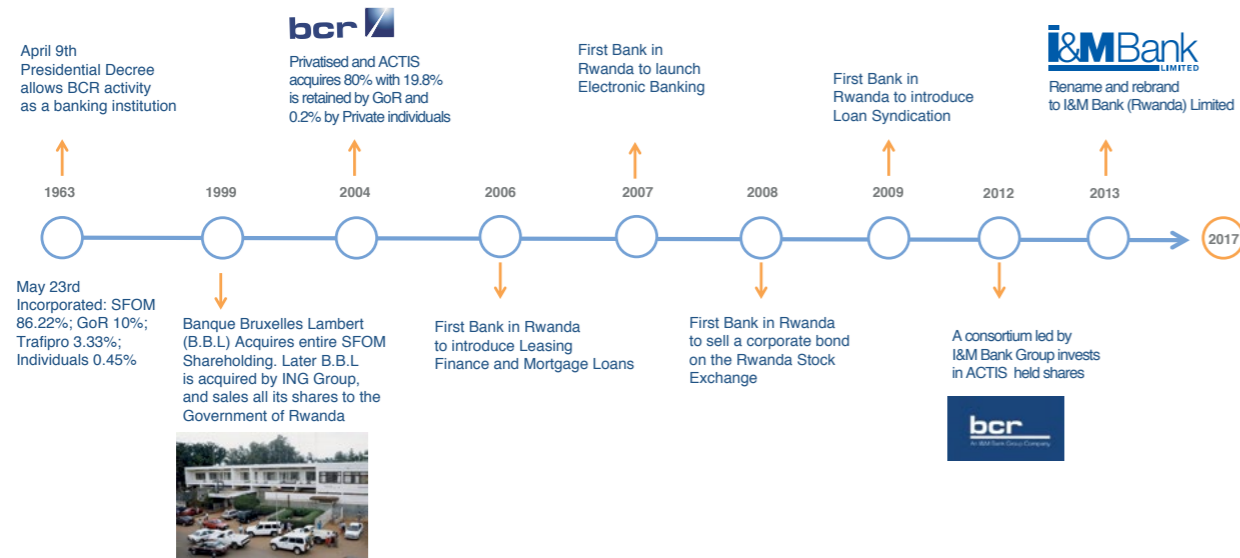 April 9th
Presidential Decree
allows BCR activity
as a banking institution
bcr
Privatised and ACTIS
acquires 80% with 19.8%
is retained by GoR and
0.2% by Private individuals
First Bank in
Rwanda to launch
Electronic Banking
First Bank in
Rwanda to introduce
Loan Syndication
I&M Bank
LIMITED
Rename and rebrand
to I&M Bank (Rwanda) Limited
1963
1999
2004
2006
2007
2008
2009
2012
2013
2017
May 23rd
Incorporated: SFOM
86.22%; GoR 10%;
Trafipro 3.33%;
Individuals 0.45%
Banque Bruxelles Lambert
(B.B.L) Acquires entire SFOM
Shareholding. Later B.B.L
is acquired by ING Group,
and sales all its shares to the
Government of Rwanda
First Bank in Rwanda
to introduce Leasing
Finance and Mortgage Loans
First Bank in Rwanda
to sell a corporate bond
on the Rwanda Stock
Exchange
A consortium led by
I&M Bank Group invests
in ACTIS held shares
bcr
An I&M Bank Group Company